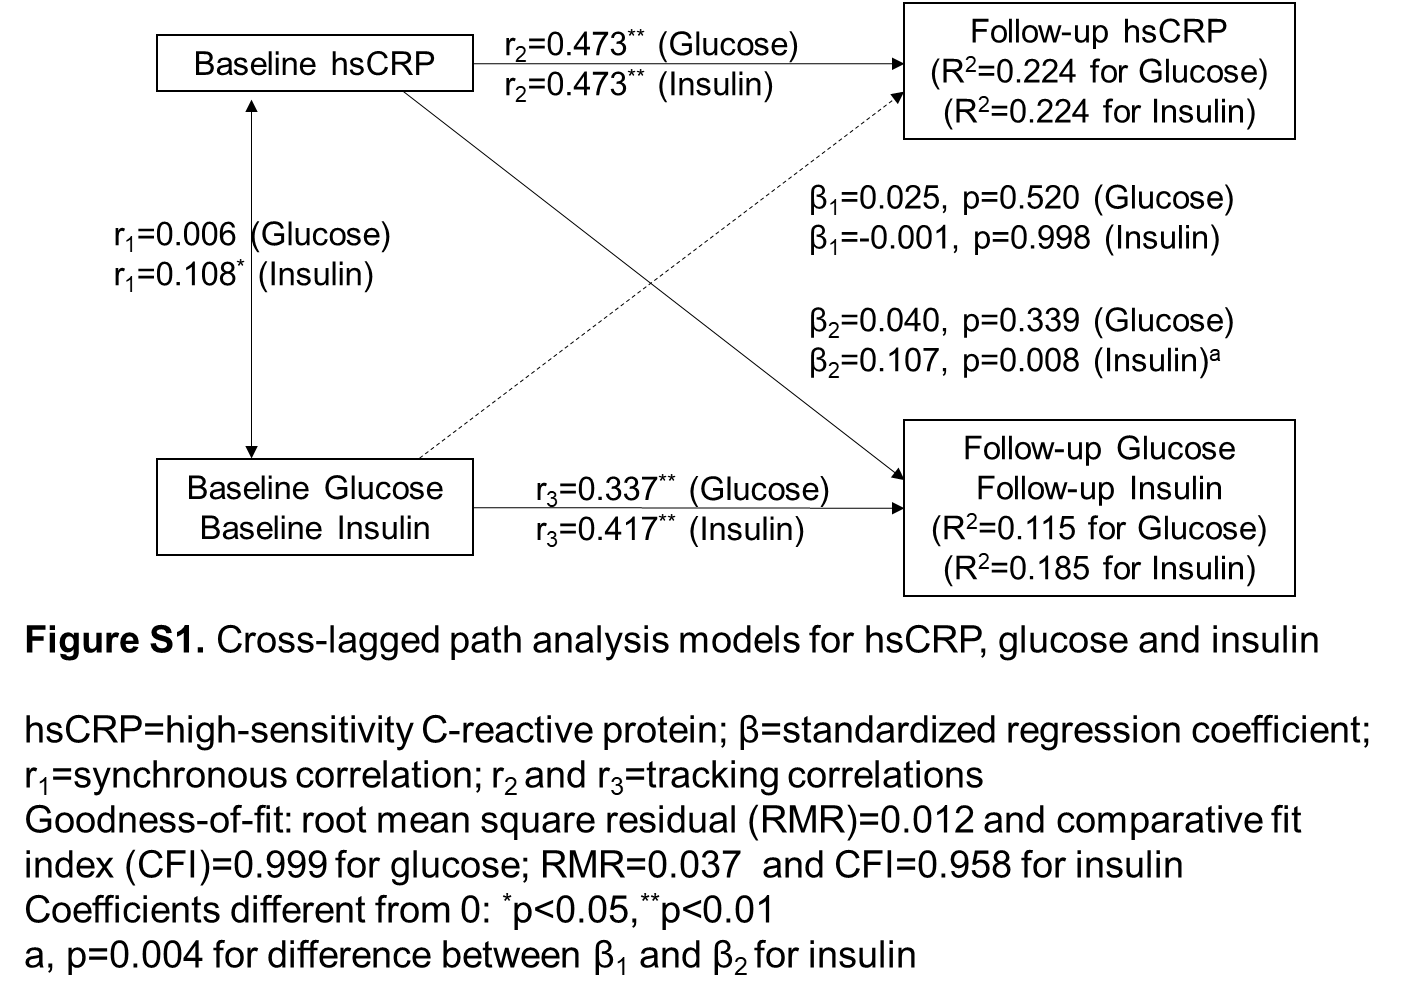 Baseline hsCRP
r₂=0.473** (Glucose)
r₂=0.473** (Insulin)
Follow-up hsCRP
(R²=0.224 for Glucose)
(R²=0.224 for Insulin)
r₁=0.006 (Glucose)
r₁=0.108* (Insulin)
β₁=0.025, p=0.520 (Glucose)
β₁=-0.001, p=0.998 (Insulin)
β₂=0.040, p=0.339 (Glucose)
β₂=0.107, p=0.008 (Insulin)ᵃ
Baseline Glucose
Baseline Insulin
r₃=0.337** (Glucose)
r₃=0.417** (Insulin)
Follow-up Glucose
Follow-up Insulin
(R²=0.115 for Glucose)
(R²=0.185 for Insulin)
Figure S1. Cross-lagged path analysis models for hsCRP, glucose and insulin
hsCRP=high-sensitivity C-reactive protein; β=standardized regression coefficient;
r₁=synchronous correlation; r₂ and r₃=tracking correlations
Goodness-of-fit: root mean square residual (RMR)=0.012 and comparative fit
index (CFI)=0.999 for glucose; RMR=0.037 and CFI=0.958 for insulin
Coefficients different from 0: *p<0.05,**p<0.01
a, p=0.004 for difference between β₁ and β₂ for insulin